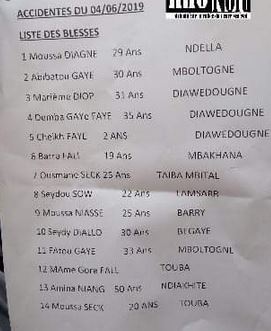 ACCIDENTES DU 04/06/2019
LISTE DES BLESSES
1 Moussa DIAGNE 29 Ans NDELLA
2 Abibatou GAYE 30 Ans MBOLTOGNE
3 Marième DIOP 31 Ans DIAWEDOUGNE
4 Demba GAYE FAYE 35 Ans DIAWEDOUGNE
5 Cheikh FAYE 2 ANS DIAWEDOUGNE
6 Batra FALL 19 Ans MBAKHANA
7 Ousmane SECK 25 Ans TAIBA MBITAL
8 Seydou SOW 22 Ans LAMSARR
9 Moussa NIASSE 25 Ans BARRY
10 Seydy DIALLO 30 Ans BEGAYE
11 FAtou GAYE 33 Ans MBOLTOGNE
12 MAme Gora FALL TOUBA
13 Amina NIANG 50 Ans NDIAKHITE
14 Moussa SECK 20 ANS TOUBA